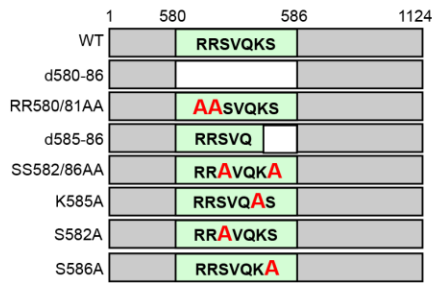 1 580 586 1124
WT RRSVQKS
d580-86
RR580/81AA AASVQKS
d585-86 RRSVQ
SS582/86AA RRAVQKA
K585A RRSVQAS
S582A RRAVQKS
S586A RRSVQKA